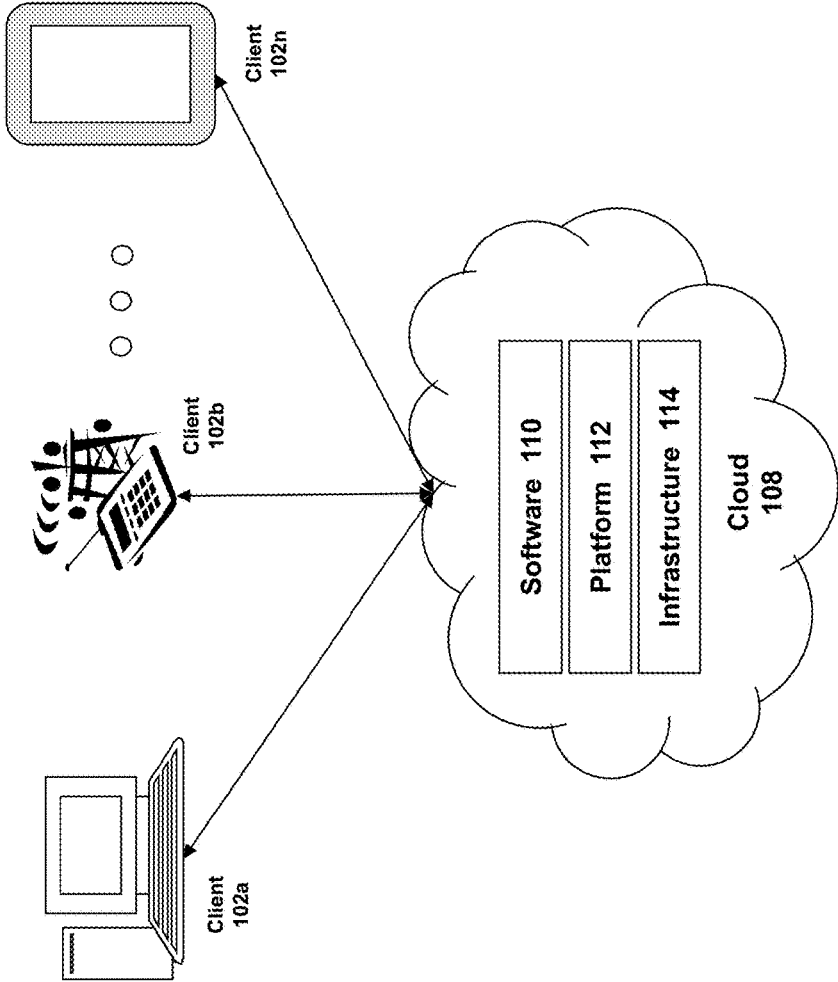 Client
102a
Client
102b
Client
102n
Software 110
Platform 112
Infrastructure 114
Cloud
108